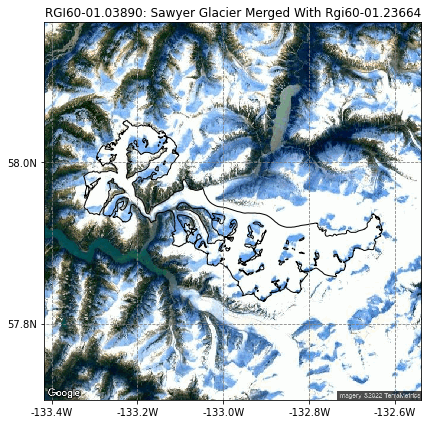 RGI60-01.03890: Sawyer Glacier Merged With Rgi60-01.23664
58.0N
57.8N
Google
Imagery ©2022 TerraMetrics
-133.4W -133.2W -133.0W -132.8W -132.6W